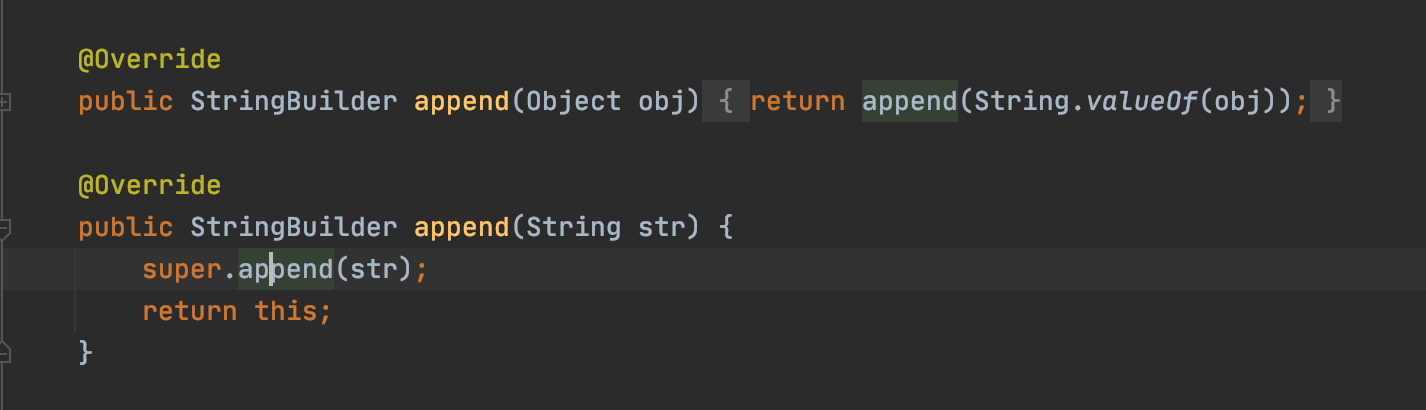 @Override
public StringBuilder append(Object obj) { return append(String.valueOf(obj)); }
@Override
public StringBuilder append(String str) {
super.append(str);
return this;
}